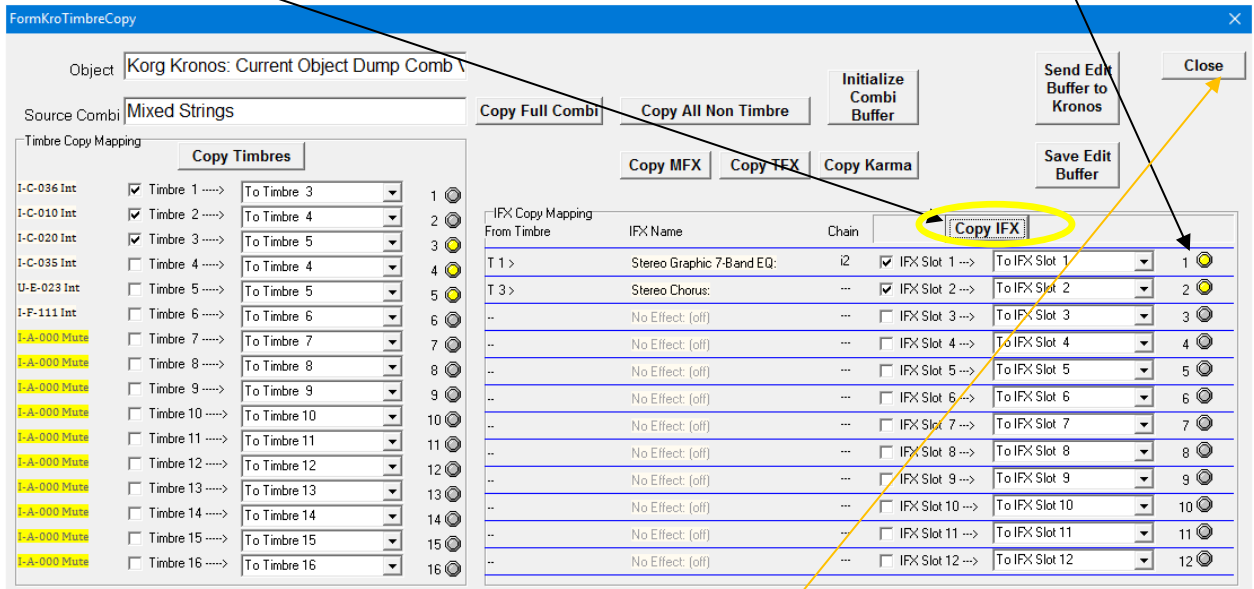 FormKroTimbreCopy
Object Korg Kronos: Current Object Dump Comb
Source Combi Mixed Strings
Copy Full Combi
Copy All Non Timbre
Initialize
Combi
Buffer
Send Edit
Buffer to
Kronos
Close
Copy MFX
Copy TFX
Copy Karma
Save Edit
Buffer
Timbre Copy Mapping
Copy Timbres
I-C-036 Int Timbre 1 ----> To Timbre 3 1
I-C-010 Int Timbre 2 ----> To Timbre 4 2
I-C-020 Int Timbre 3 ----> To Timbre 5 3
I-C-035 Int Timbre 4 ----> To Timbre 4 4
U-E-023 Int Timbre 5 ----> To Timbre 5 5
I-F-111 Int Timbre 6 ----> To Timbre 6 6
I-A-000 Mute Timbre 7 ----> To Timbre 7 7
I-A-000 Mute Timbre 8 ----> To Timbre 8 8
I-A-000 Mute Timbre 9 ----> To Timbre 9 9
I-A-000 Mute Timbre 10 ----> To Timbre 10 10
I-A-000 Mute Timbre 11 ----> To Timbre 11 11
I-A-000 Mute Timbre 12 ----> To Timbre 12 12
I-A-000 Mute Timbre 13 ----> To Timbre 13 13
I-A-000 Mute Timbre 14 ----> To Timbre 14 14
I-A-000 Mute Timbre 15 ----> To Timbre 15 15
I-A-000 Mute Timbre 16 ----> To Timbre 16 16
IFX Copy Mapping
Copy IFX
From Timbre IFX Name Chain
T 1 > Stereo Graphic 7-Band EQ: i2 IFX Slot 1 ---> To IFX Slot 1 1
T 3 > Stereo Chorus: --- IFX Slot 2 ---> To IFX Slot 2 2
-- No Effect: (off) --- IFX Slot 3 ---> To IFX Slot 3 3
-- No Effect: (off) --- IFX Slot 4 ---> To IFX Slot 4 4
-- No Effect: (off) --- IFX Slot 5 ---> To IFX Slot 5 5
-- No Effect: (off) --- IFX Slot 6 ---> To IFX Slot 6 6
-- No Effect: (off) --- IFX Slot 7 ---> To IFX Slot 7 7
-- No Effect: (off) --- IFX Slot 8 ---> To IFX Slot 8 8
-- No Effect: (off) --- IFX Slot 9 ---> To IFX Slot 9 9
-- No Effect: (off) --- IFX Slot 10 ---> To IFX Slot 10 10
-- No Effect: (off) --- IFX Slot 11 ---> To IFX Slot 11 11
-- No Effect: (off) --- IFX Slot 12 ---> To IFX Slot 12 12